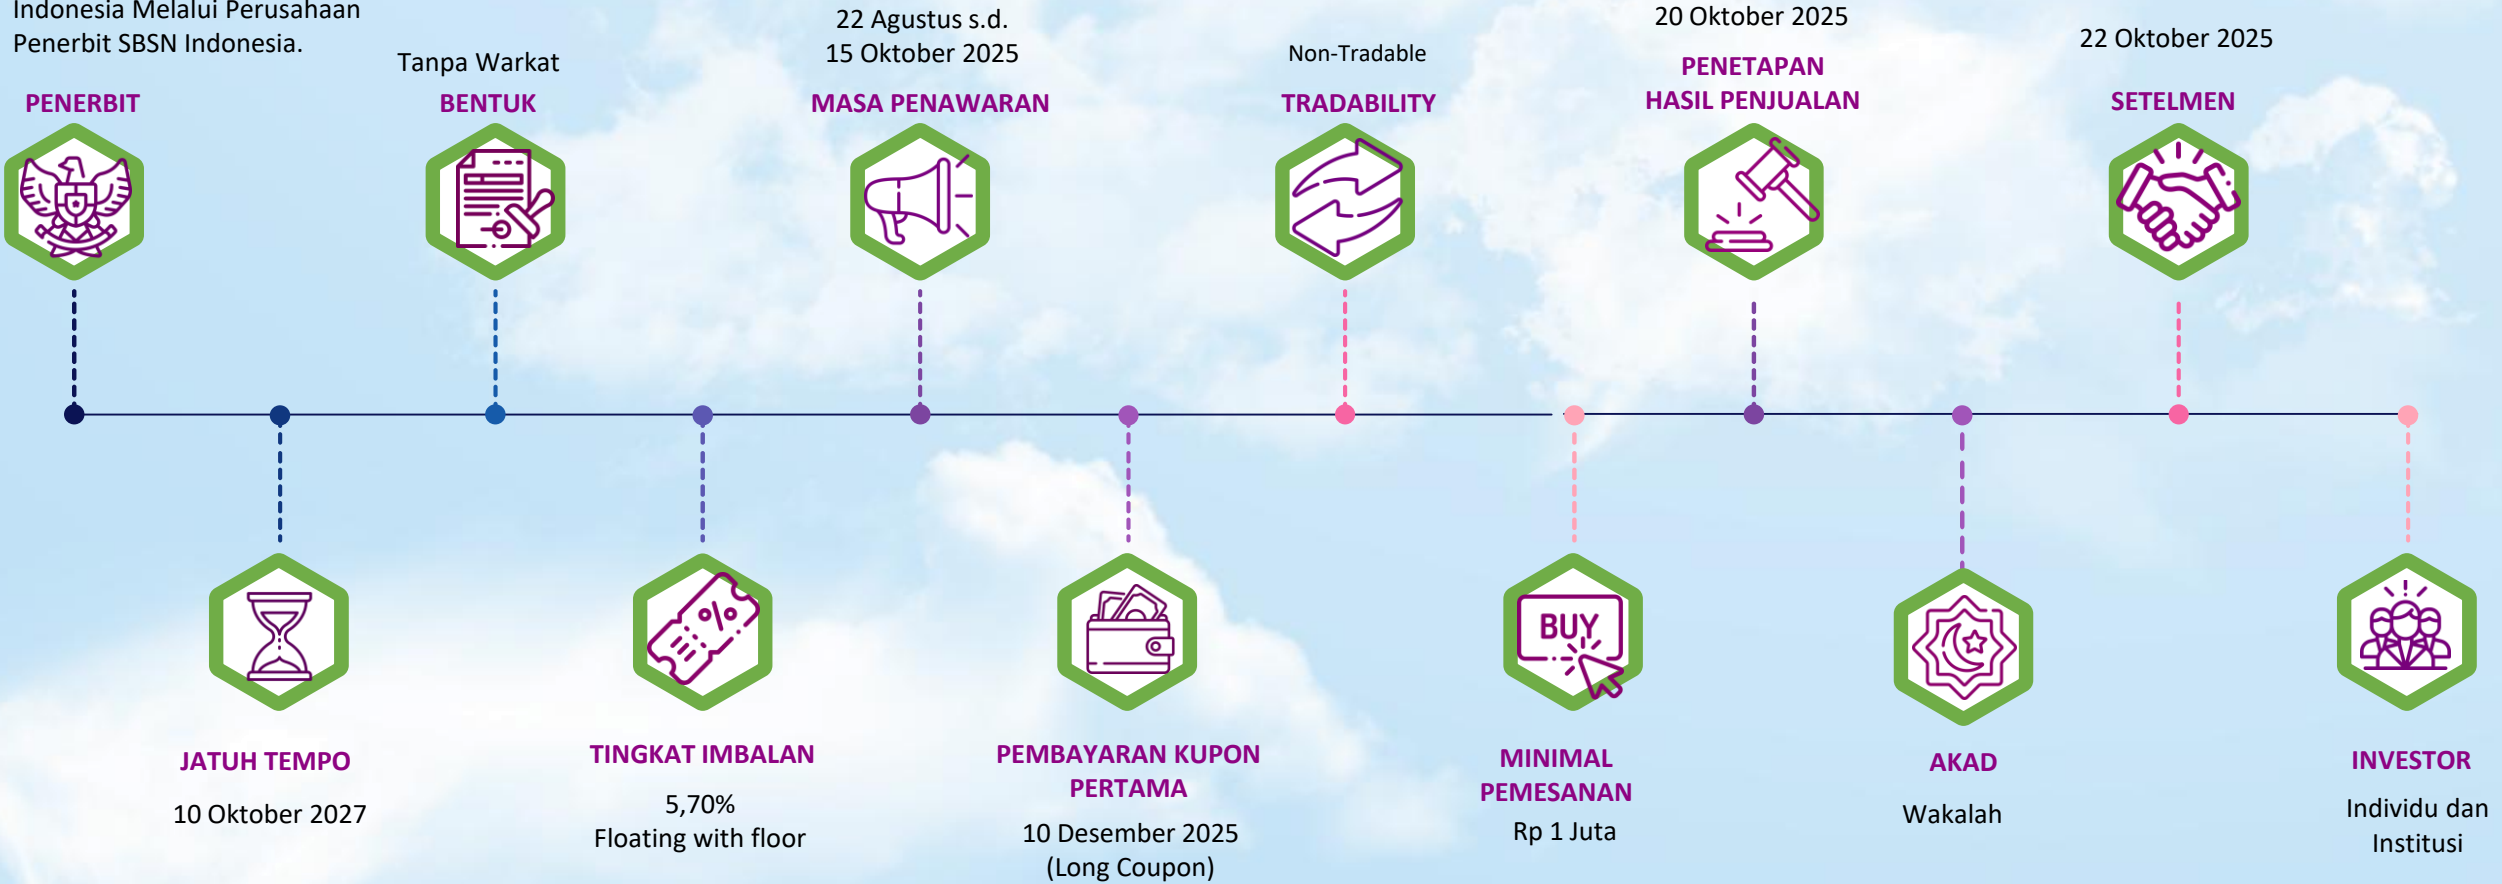 Indonesia Melalui Perusahaan
Penerbit SBSN Indonesia.
PENERBIT
Tanpa Warkat
BENTUK
22 Agustus s.d.
15 Oktober 2025
MASA PENAWARAN
Non-Tradable
TRADABILITY
20 Oktober 2025
PENETAPAN
HASIL PENJUALAN
22 Oktober 2025
SETELMEN
JATUH TEMPO
10 Oktober 2027
%
TINGKAT IMBALAN
5,70%
Floating with floor
PEMBAYARAN KUPON
PERTAMA
10 Desember 2025
(Long Coupon)
BUY
MINIMAL
PEMESANAN
Rp 1 Juta
AKAD
Wakalah
INVESTOR
Individu dan
Institusi